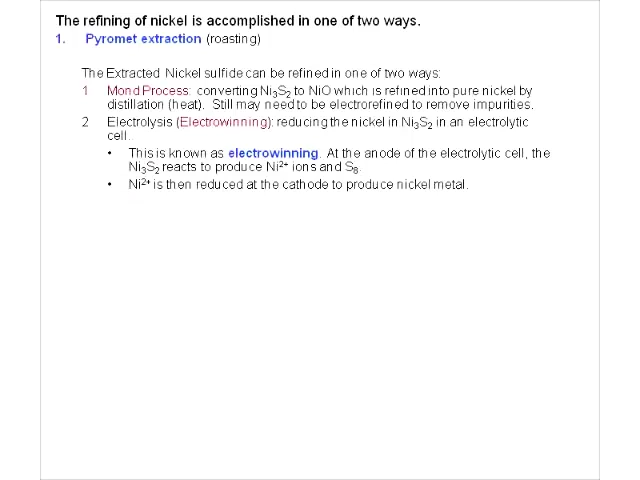 The refining of nickel is accomplished in one of two ways.
1. Pyromet extraction (roasting)
The Extracted Nickel sulfide can be refined in one of two ways:
1 Mond Process: converting Ni₃S₂ to NiO which is refined into pure nickel by
distillation (heat). Still may need to be electrorefined to remove impurities.
2 Electrolysis (Electrowinning): reducing the nickel in Ni₃S₂ in an electrolytic
cell.
• This is known as electrowinning. At the anode of the electrolytic cell, the
Ni₃S₂ reacts to produce Ni²⁺ ions and S₈.
• Ni²⁺ is then reduced at the cathode to produce nickel metal.